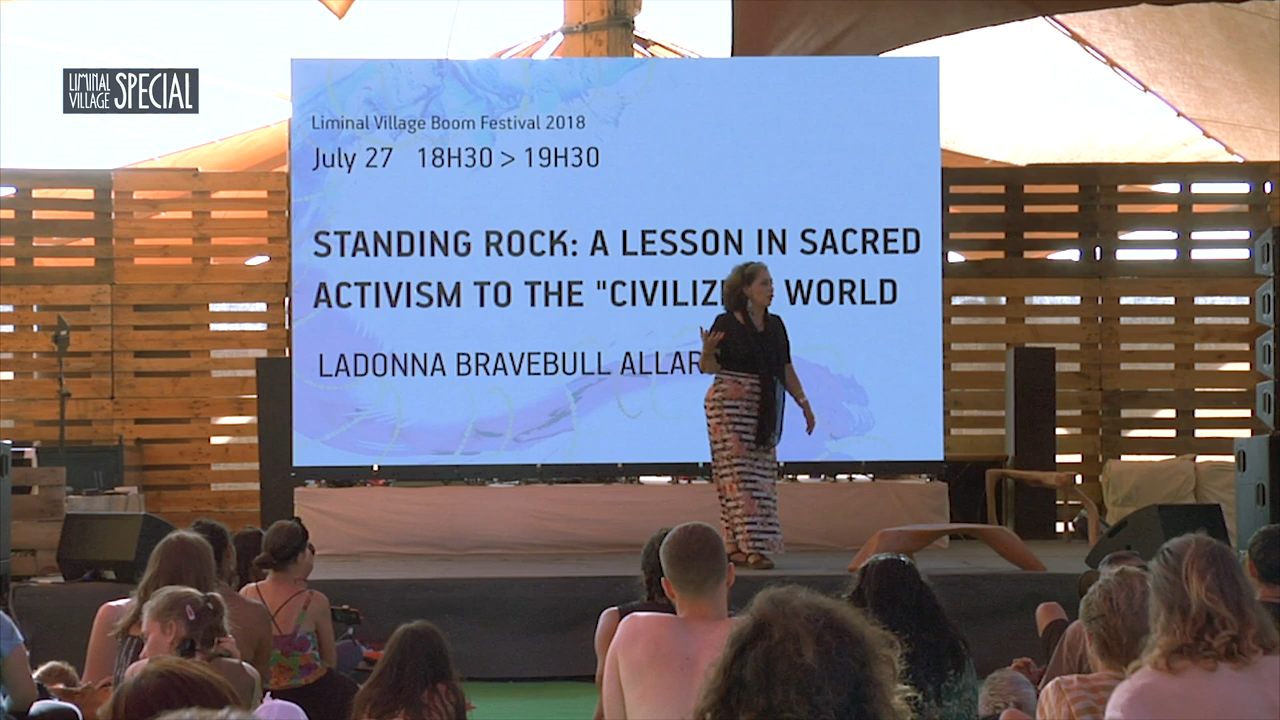 LIMINAL
VILLAGE SPECIAL
Liminal Village Boom Festival 2018
July 27 18H30 > 19H30
STANDING ROCK: A LESSON IN SACRED
ACTIVISM TO THE "CIVILIZ WORLD
LADONNA BRAVEBULL ALLAR